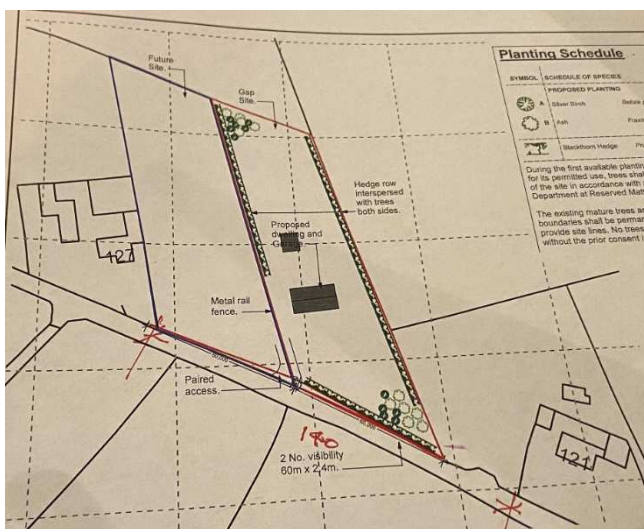 Planting Schedule
SYMBOL SCHEDULE OF SPECIES
PROPOSED PLANTING
A Silver Birch Betula
B Ash
Blackthorn Hedge
During the first available planting
for its permitted use, trees shall
of the site in accordance with
Department at Reserved
The existing mature trees
boundaries shall be
provide site lines. No trees
without the prior consent
Future
Site.
Gap
Site.
Hedge row
interspersed
with trees
both sides.
Proposed
dwelling and
Garage
127
Metal rail
fence.
Paired
access.
140
2 No. visibility
60m x 2.4m.
121